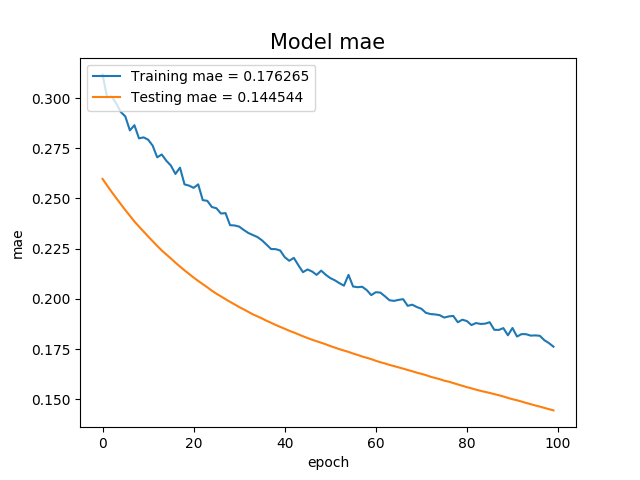 Model mae
Training mae = 0.176265
Testing mae = 0.144544
0.300
0.275
0.250
0.225
0.200
0.175
0.150
mae
0
20
40
60
80
100
epoch